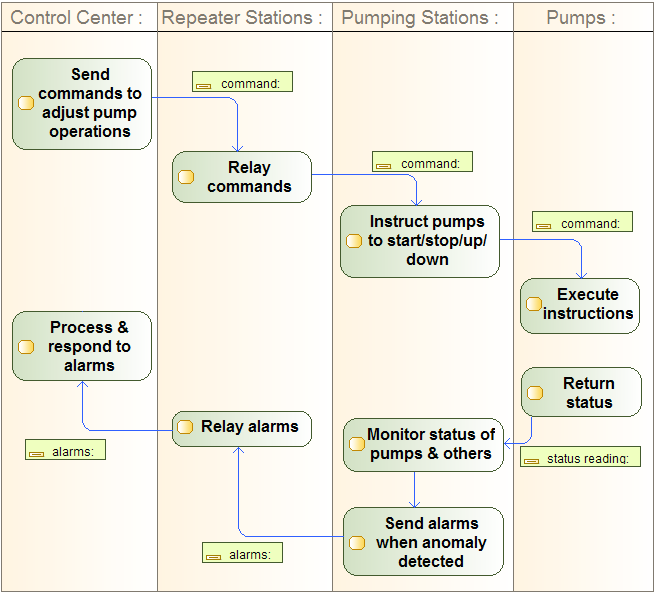 Control Center :
Repeater Stations :
Pumping Stations :
Pumps :
Send
commands to
adjust pump
operations
command:
Relay
commands
command:
Instruct pumps
to start/stop/up/
down
command:
Execute
instructions
Process &
respond to
alarms
Return
status
Relay alarms
Monitor status of
pumps & others
alarms:
status reading:
Send alarms
when anomaly
detected
alarms: